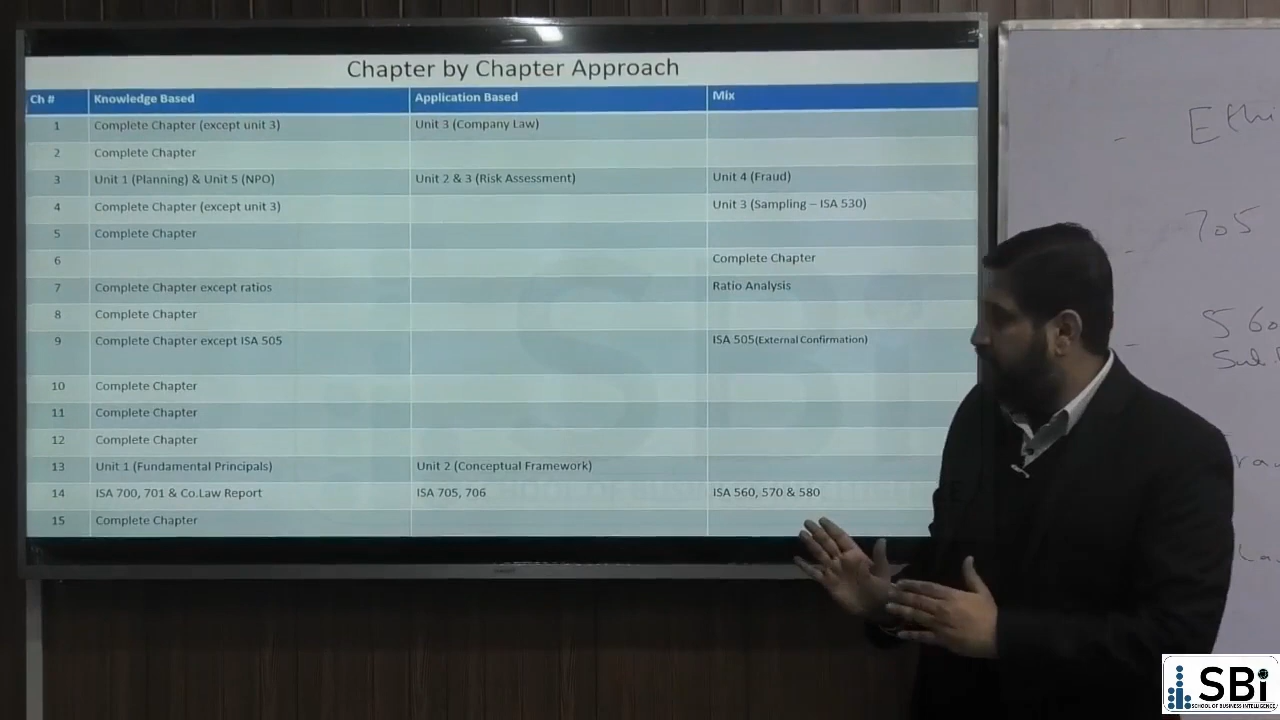 Chapter by Chapter Approach
Ch # Knowledge Based Application Based Mix
1 Complete Chapter (except unit 3) Unit 3 (Company Law)
2 Complete Chapter
3 Unit 1 (Planning) & Unit 5 (NPO) Unit 2 & 3 (Risk Assessment) Unit 4 (Fraud)
4 Complete Chapter (except unit 3) Unit 3 (Sampling – ISA 530)
5 Complete Chapter
6 Complete Chapter
7 Complete Chapter except ratios Ratio Analysis
8 Complete Chapter
9 Complete Chapter except ISA 505 ISA 505(External Confirmation)
10 Complete Chapter
11 Complete Chapter
12 Complete Chapter
13 Unit 1 (Fundamental Principals) Unit 2 (Conceptual Framework)
14 ISA 700, 701 & Co.Law Report ISA 705, 706 ISA 560, 570 & 580
15 Complete Chapter
- Ethi
- 705
- 560
SBi
SCHOOL OF BUSINESS INTELLIGENCE